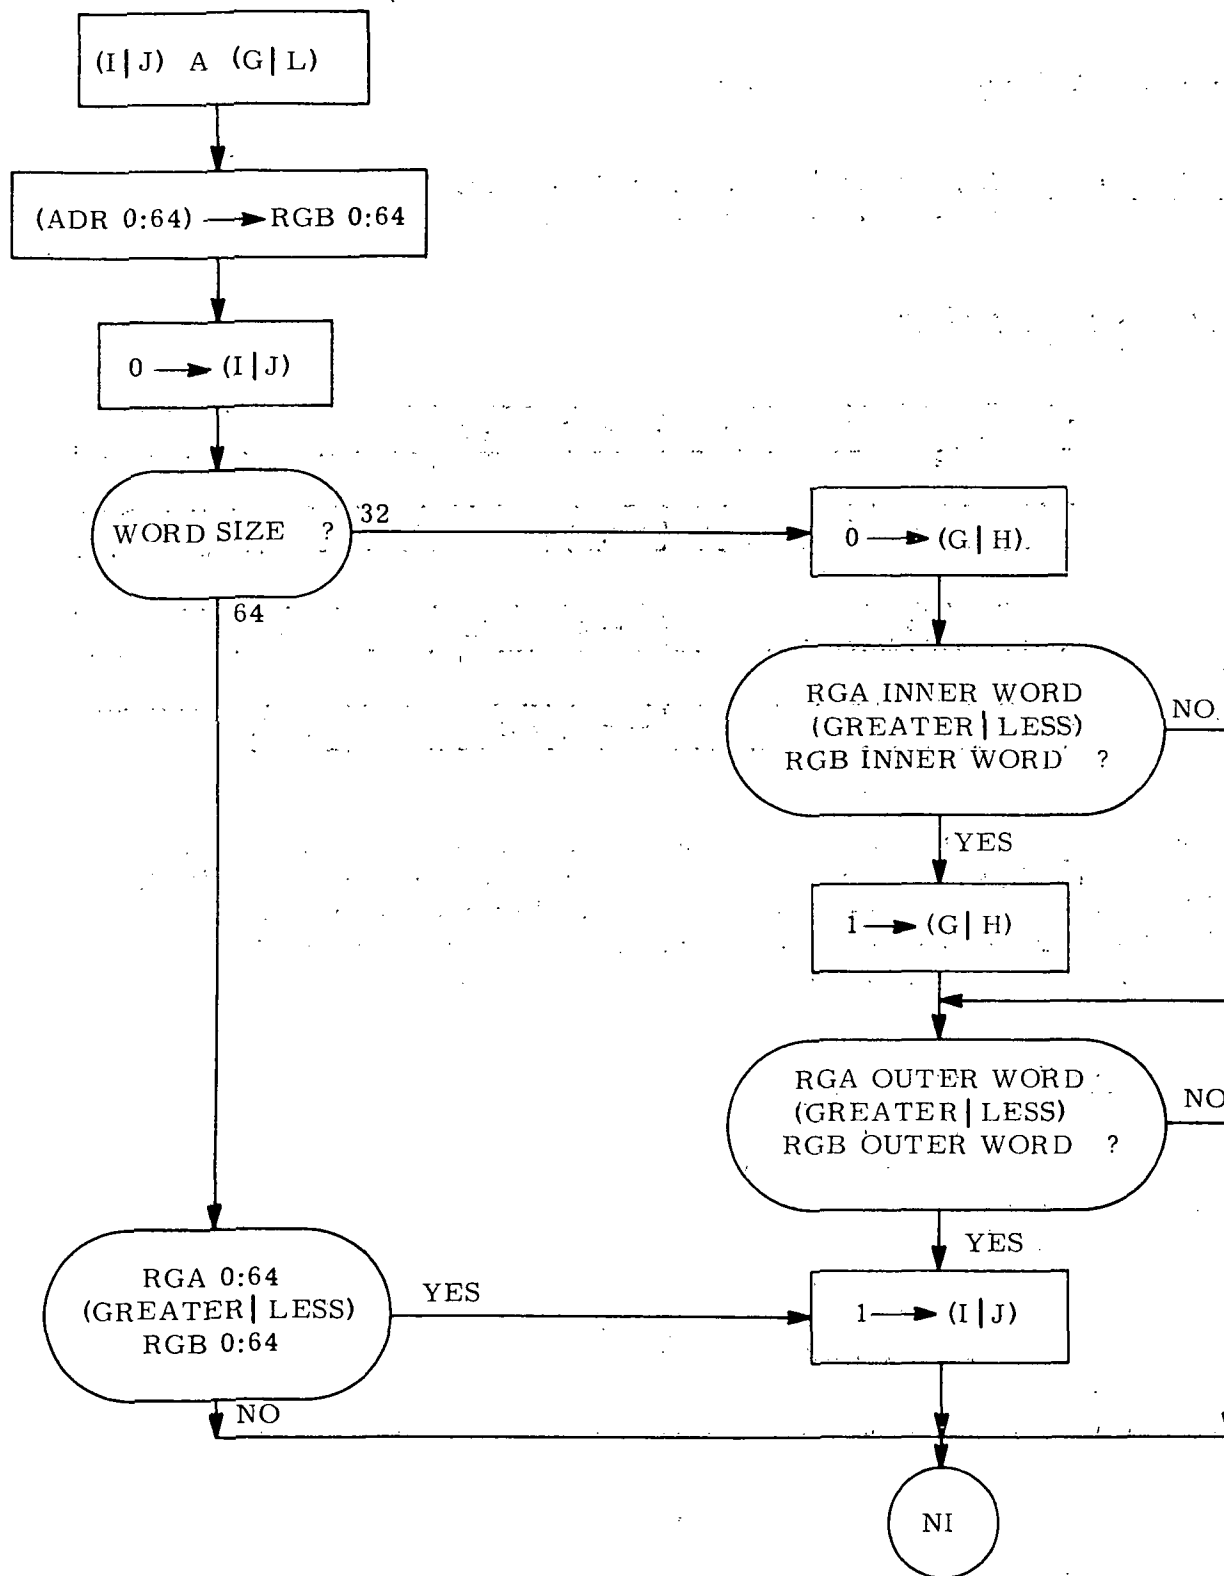 (I|J) A (G|L)
(ADR 0:64) → RGB 0:64
0 → (I|J)
WORD SIZE ?
32
64
0 → (G|H)
RGA INNER WORD
(GREATER|LESS)
RGB INNER WORD ?
NO
YES
1 → (G|H)
RGA OUTER WORD
(GREATER|LESS)
RGB OUTER WORD ?
NO
YES
RGA 0:64
(GREATER|LESS)
RGB 0:64
YES
NO
1 → (I|J)
NI